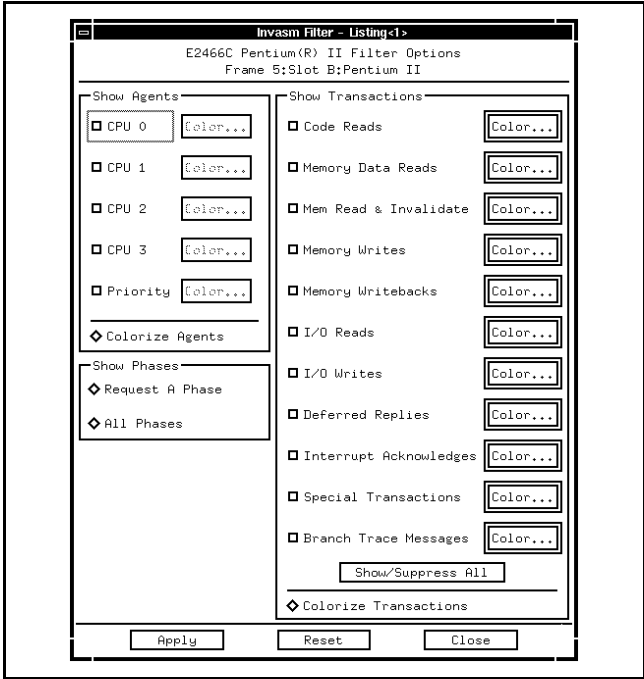 Invasm Filter - Listing<1>
E2466C Pentium(R) II Filter Options
Frame 5:Slot B:Pentium II
Show Agents
CPU 0 Color...
CPU 1 Color...
CPU 2 Color...
CPU 3 Color...
Priority Color...
Colorize Agents
Show Phases
Request A Phase
All Phases
Show Transactions
Code Reads Color...
Memory Data Reads Color...
Mem Read & Invalidate Color...
Memory Writes Color...
Memory Writebacks Color...
I/O Reads Color...
I/O Writes Color...
Deferred Replies Color...
Interrupt Acknowledges Color...
Special Transactions Color...
Branch Trace Messages Color...
Show/Suppress All
Colorize Transactions
Apply Reset Close